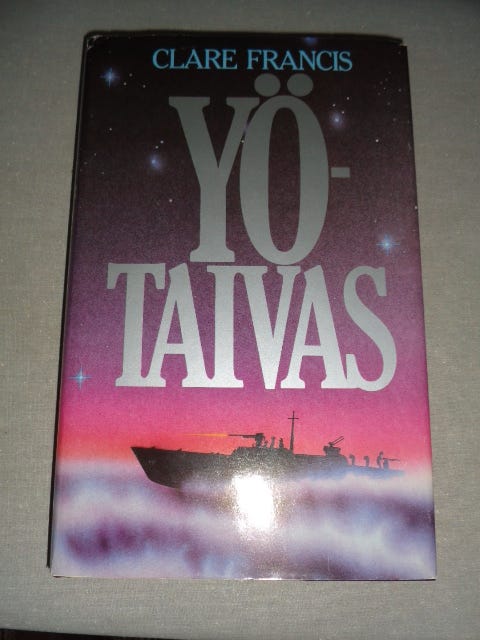 CLARE FRANCIS
YÖ-
TAIVAS